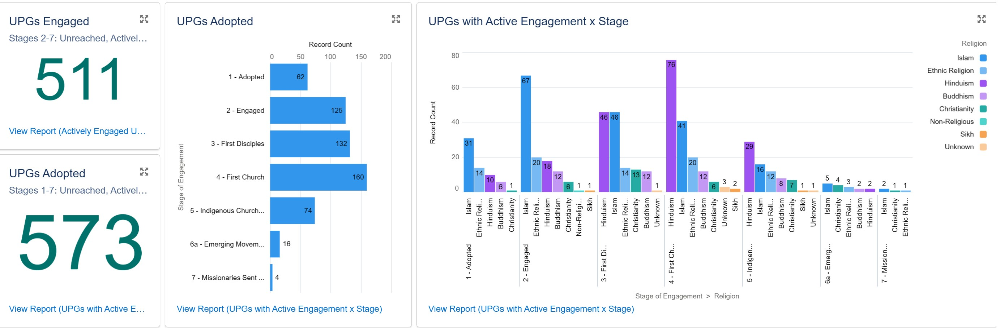 UPGs Engaged
Stages 2-7: Unreached, Activel...
511
View Report (Actively Engaged U...
UPGs Adopted
Stages 1-7: Unreached, Activel...
573
View Report (UPGs with Active E...
UPGs Adopted
Record Count
0 50 100 150 200
Stage of Engagement
1 - Adopted 62
2 - Engaged 125
3 - First Disciples 132
4 - First Church 160
5 - Indigenous Church... 74
6a - Emerging Movem... 16
7 - Missionaries Sent ... 4
View Report (UPGs with Active Engagement x Stage)
UPGs with Active Engagement x Stage
Record Count
80
60
40
20
0
31 14 10 6 1
67 20 18 12 6 1 1
46 46 14 13 12 1
76 41 20 12 6 3 2
29 16 12 8 7 1 1
5 4 3 2 2
2 1 1
Islam Ethnic Reli... Hinduism Buddhism Christianity
Islam Ethnic Reli... Hinduism Buddhism Christianity Non-Religi... Sikh
Hinduism Islam Ethnic Reli... Christianity Buddhism Unknown
Hinduism Islam Ethnic Reli... Buddhism Christianity Unknown Sikh
Hinduism Islam Ethnic Reli... Buddhism Christianity Sikh Unknown
Islam Christianity Ethnic Reli... Buddhism Hinduism
Islam Christianity Ethnic Reli...
1 - Adopted
2 - Engaged
3 - First Di...
4 - First Ch...
5 - Indigen...
6a - Emerg...
7 - Mission...
Stage of Engagement > Religion
Religion
Islam
Ethnic Religion
Hinduism
Buddhism
Christianity
Non-Religious
Sikh
Unknown
View Report (UPGs with Active Engagement x Stage)